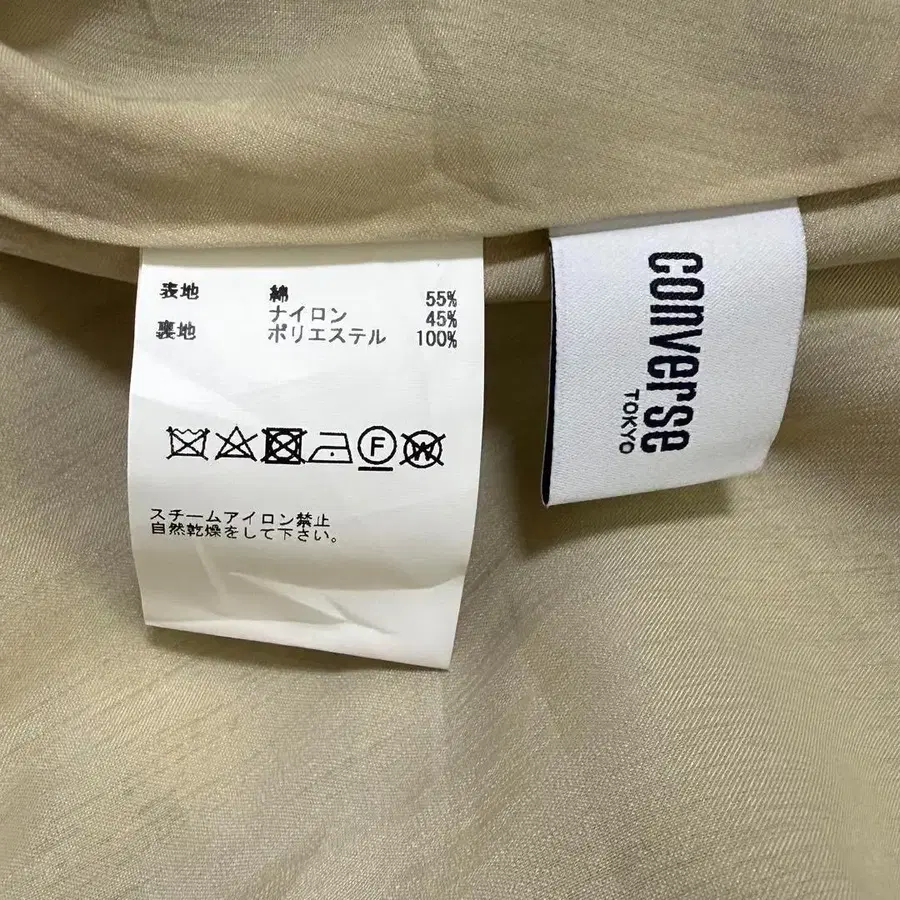 表地 綿 55%
ナイロン 45%
裏地 ポリエステル 100%
F
W
スチームアイロン禁止
自然乾燥をして下さい。
converse
TOKYO